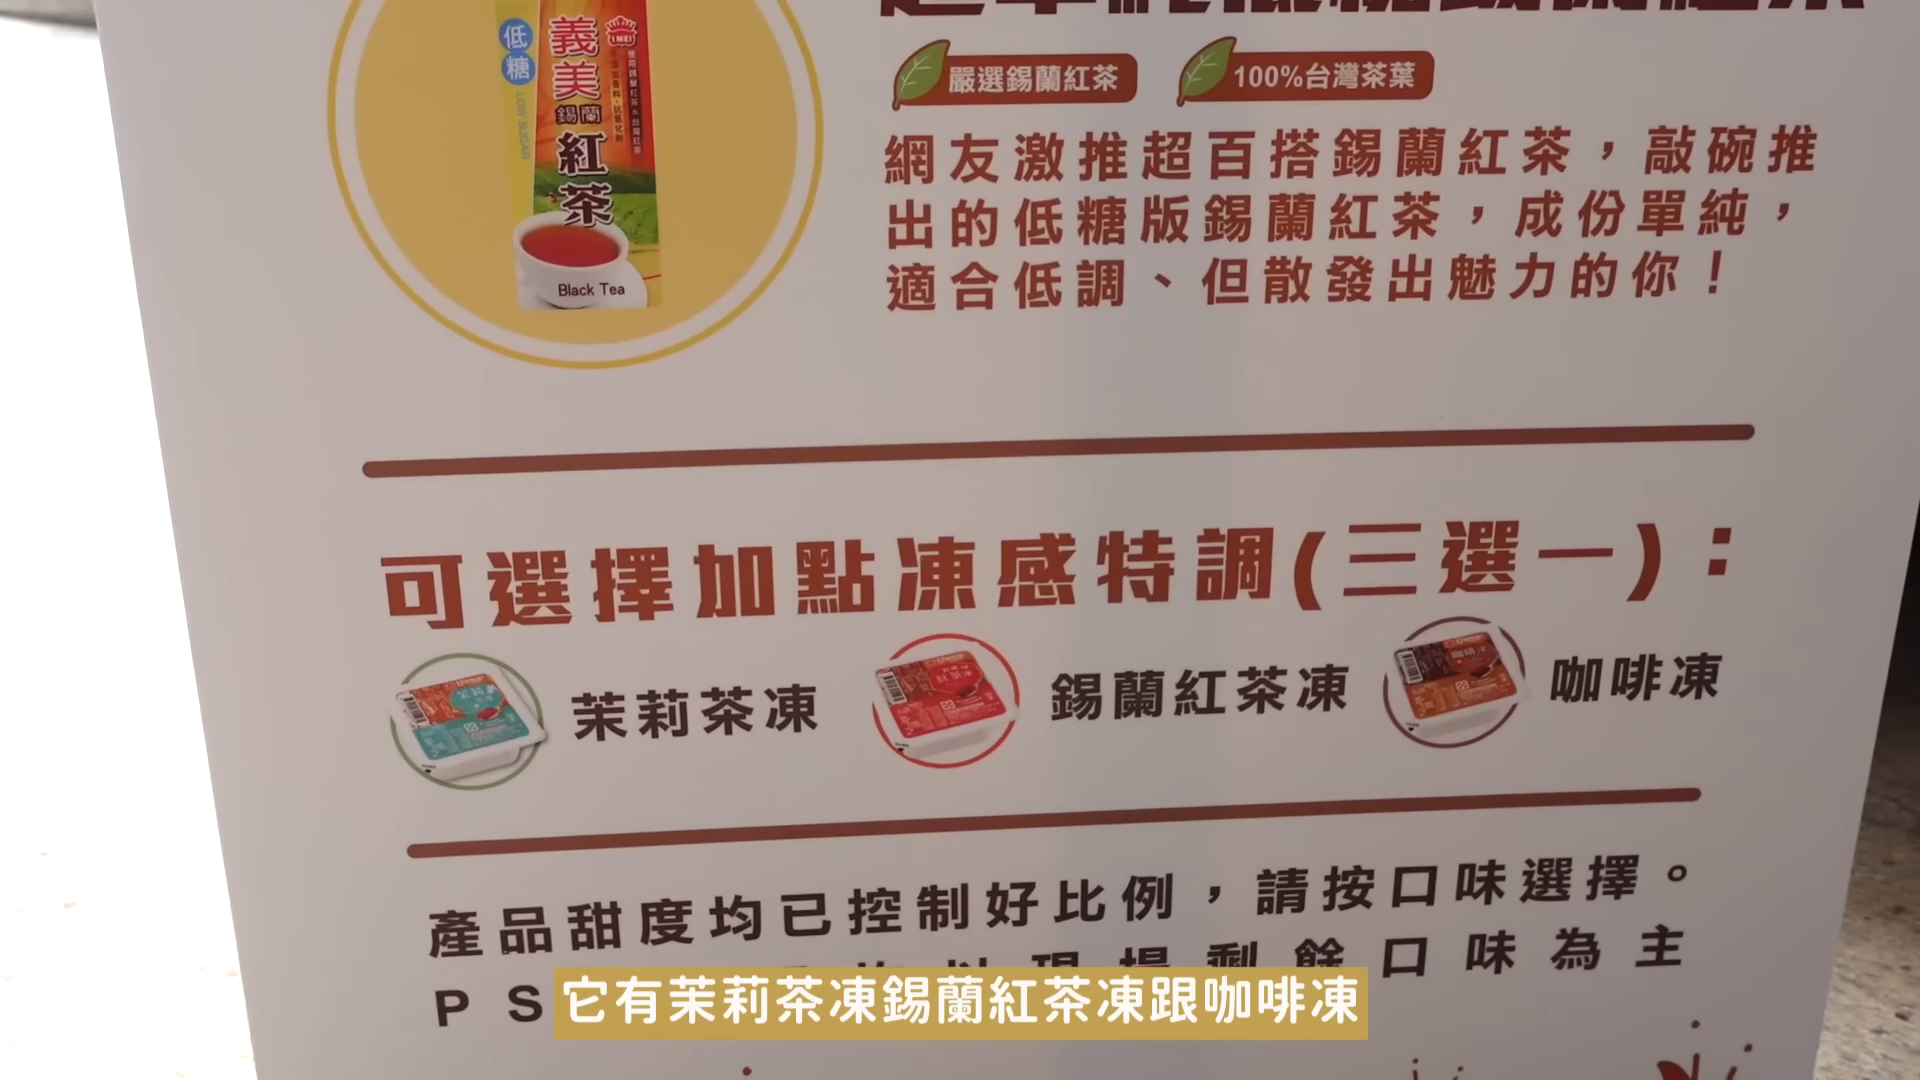 低糖
LOW SUGAR
義美
I MEI
錫蘭
紅茶
Black Tea
嚴選錫蘭紅茶
100%台灣茶葉
網友激推超百搭錫蘭紅茶，敲碗推
出的低糖版錫蘭紅茶，成份單純，
適合低調、但散發出魅力的你！
可選擇加點凍感特調(三選一)：
茉莉茶凍
錫蘭紅茶凍
咖啡凍
產品甜度均已控制好比例，請按口味選擇。
PS 現場剩餘口味為主
它有茉莉茶凍錫蘭紅茶凍跟咖啡凍